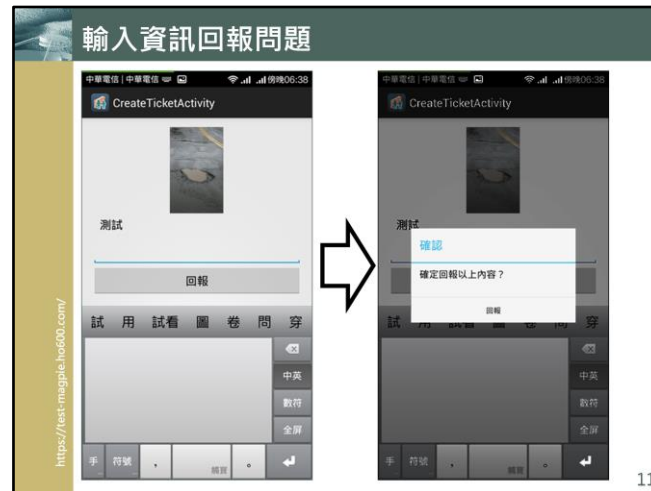 輸入資訊回報問題
中華電信 | 中華電信
傍晚06:38
CreateTicketActivity
測試
回報
試 用 試看 圖 卷 問 穿
中英
數符
全屏
手 符號 , 。
中華電信 | 中華電信
傍晚06:38
CreateTicketActivity
測試
確認
確定回報以上內容？
回報
中英
數符
全屏
手 符號 , 。
https://test-magpie.ho600.com/
11